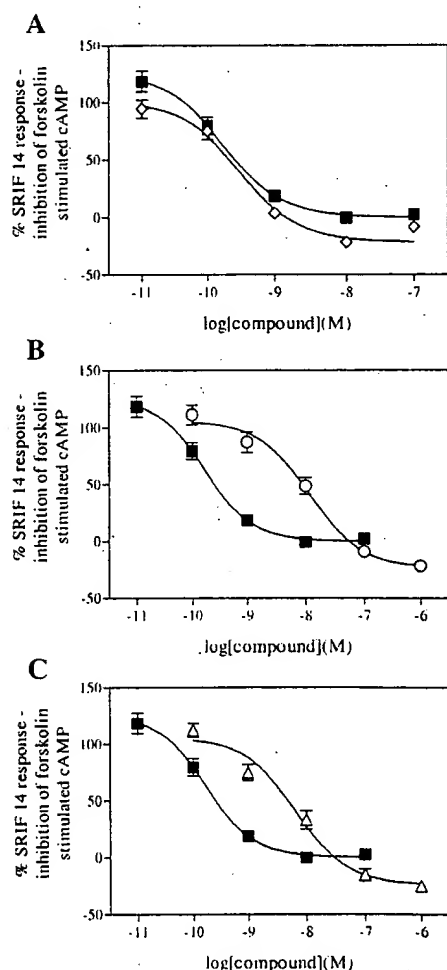 A
% SRIF 14 response -
inhibition of forskolin
stimulated cAMP
150
100
50
0
-50
-11 -10 -9 -8 -7
log[compound](M)
B
% SRIF 14 response -
inhibition of forskolin
stimulated cAMP
150
100
50
0
-50
-11 -10 -9 -8 -7 -6
log[compound](M)
C
% SRIF 14 response -
inhibition of forskolin
stimulated cAMP
150
100
50
0
-50
-11 -10 -9 -8 -7 -6
log[compound](M)